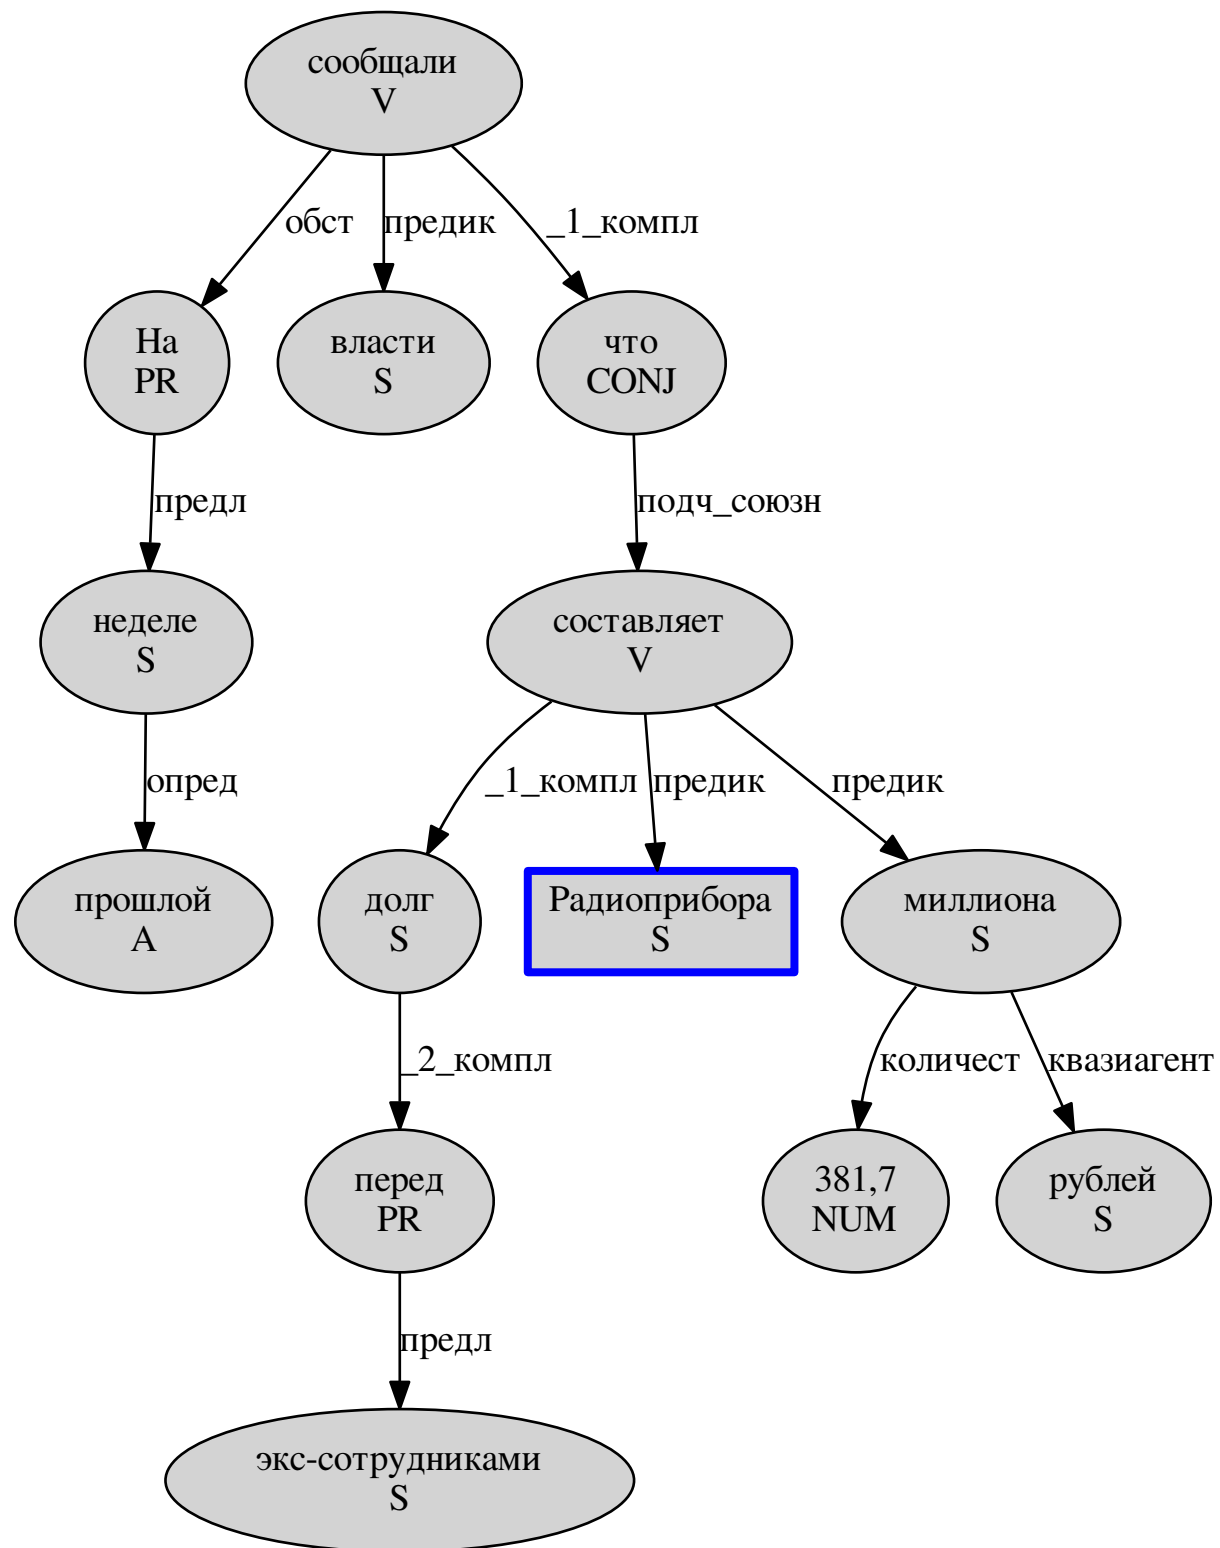 сообщали
V
обст
предик
_1_компл
На
PR
власти
S
что
CONJ
предл
подч_союзн
неделе
S
составляет
V
опред
_1_компл
предик
предик
прошлой
A
долг
S
Радиоприбора
S
миллиона
S
_2_компл
количест
квазиагент
перед
PR
381,7
NUM
рублей
S
предл
экс-сотрудниками
S